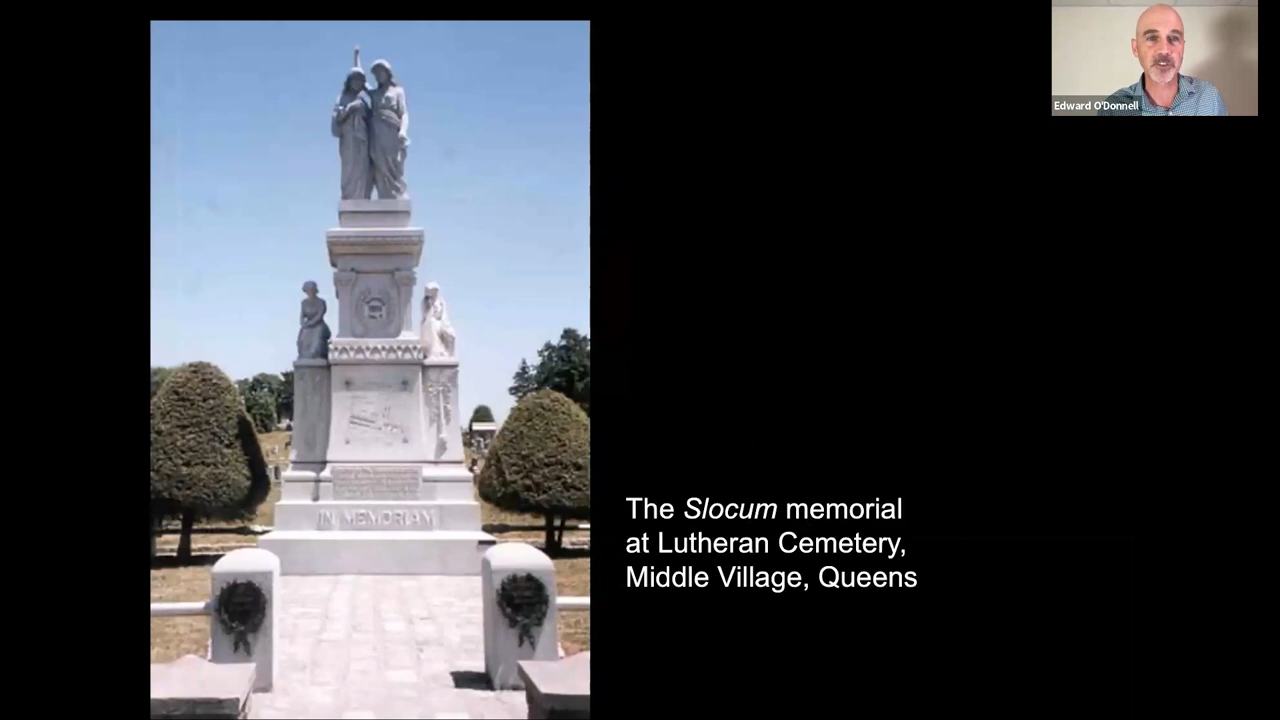 Edward O'Donnell
IN MEMORIAM
The Slocum memorial
at Lutheran Cemetery,
Middle Village, Queens